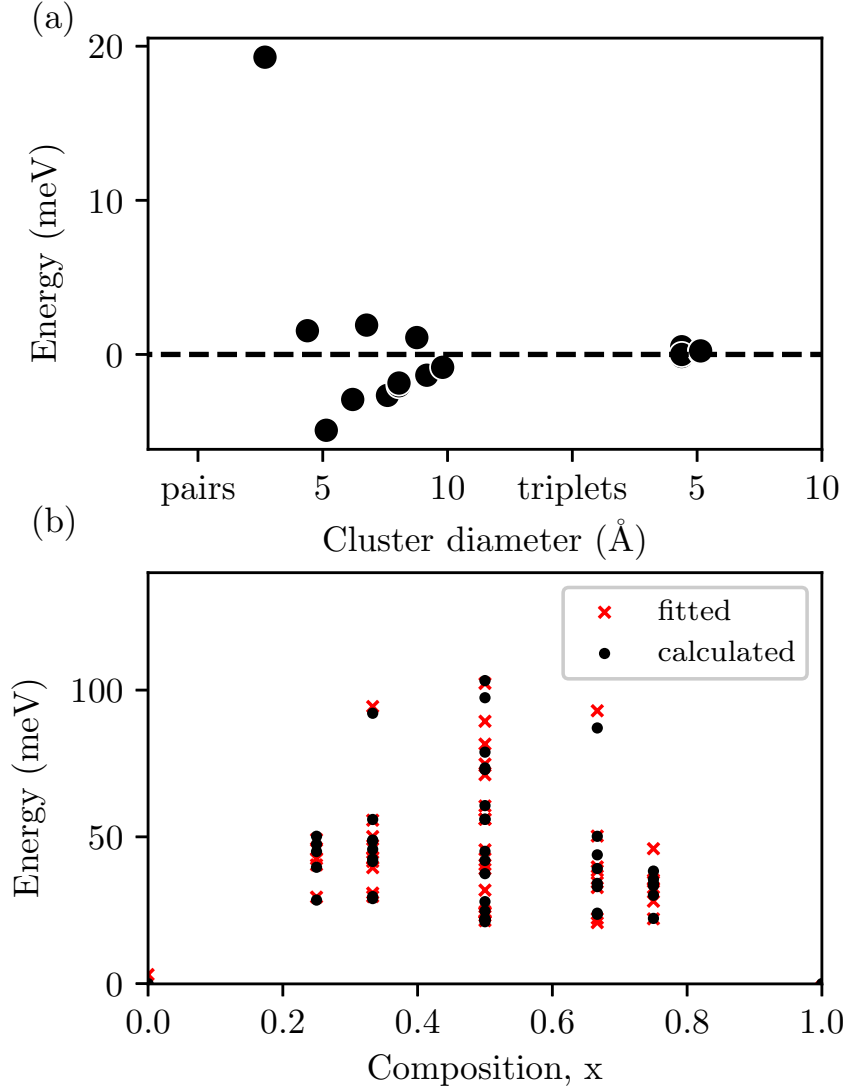 (a)
20
10
0
Energy (meV)
pairs 5 10 triplets 5 10
Cluster diameter (Å)
(b)
fitted
calculated
100
50
0
Energy (meV)
0.0 0.2 0.4 0.6 0.8 1.0
Composition, x